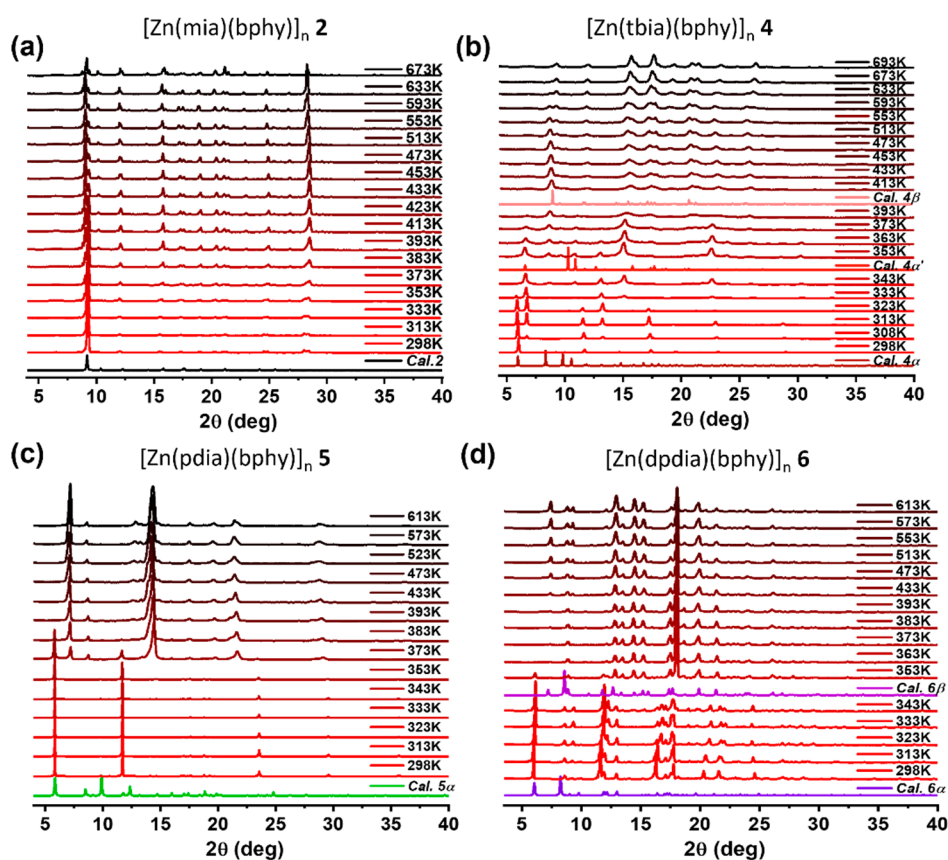 (a)
[Zn(mia)(bphy)]n 2
673K
633K
593K
553K
513K
473K
453K
433K
423K
413K
393K
383K
373K
353K
333K
313K
298K
Cal.2
5 10 15 20 25 30 35 40
2θ (deg)
(b)
[Zn(tbia)(bphy)]n 4
693K
673K
633K
593K
553K
613K
473K
453K
433K
413K
Cal. 4β
393K
373K
363K
353K
Cal. 4α'
343K
333K
323K
313K
308K
298K
Cal. 4α
5 10 15 20 25 30 35 40
2θ (deg)
(c)
[Zn(pdia)(bphy)]n 5
613K
573K
523K
473K
433K
393K
383K
373K
353K
343K
333K
323K
313K
298K
Cal. 5α
5 10 15 20 25 30 35 40
2θ (deg)
(d)
[Zn(dpdia)(bphy)]n 6
613K
573K
553K
513K
473K
433K
393K
383K
373K
363K
353K
Cal. 6β
343K
333K
323K
313K
298K
Cal. 6α
5 10 15 20 25 30 35 40
2θ (deg)